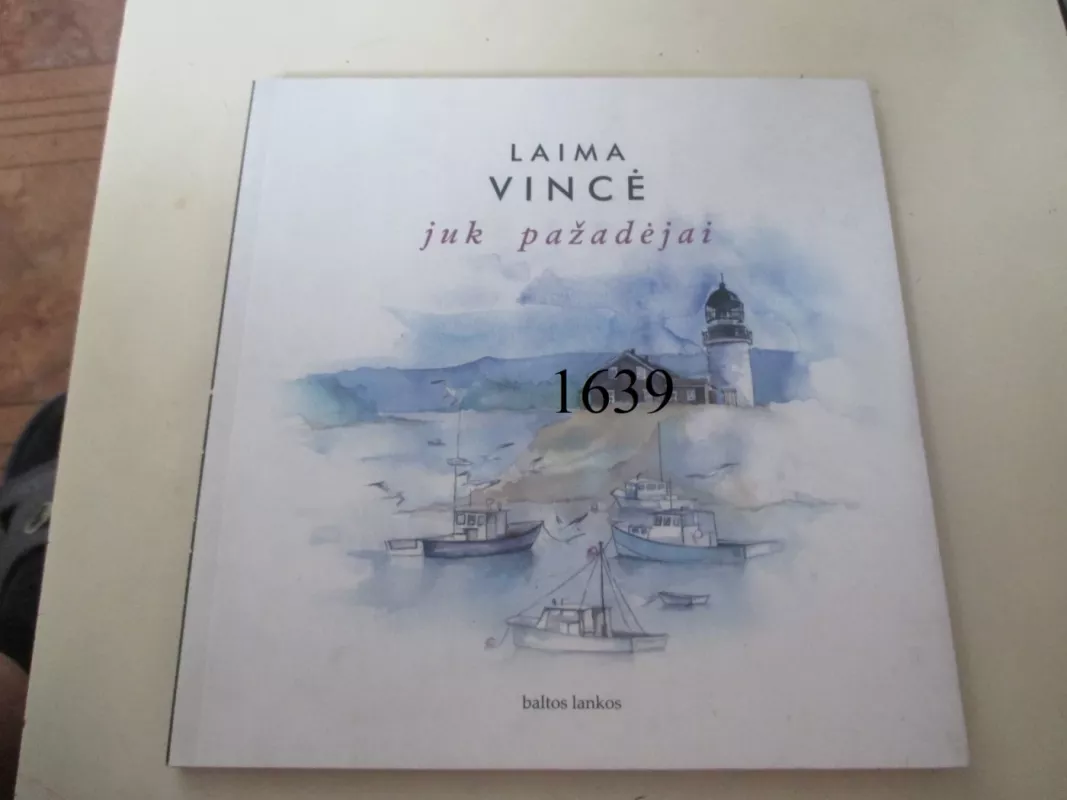 LAIMA
VINCĖ
juk pažadėjai
1639
baltos lankos